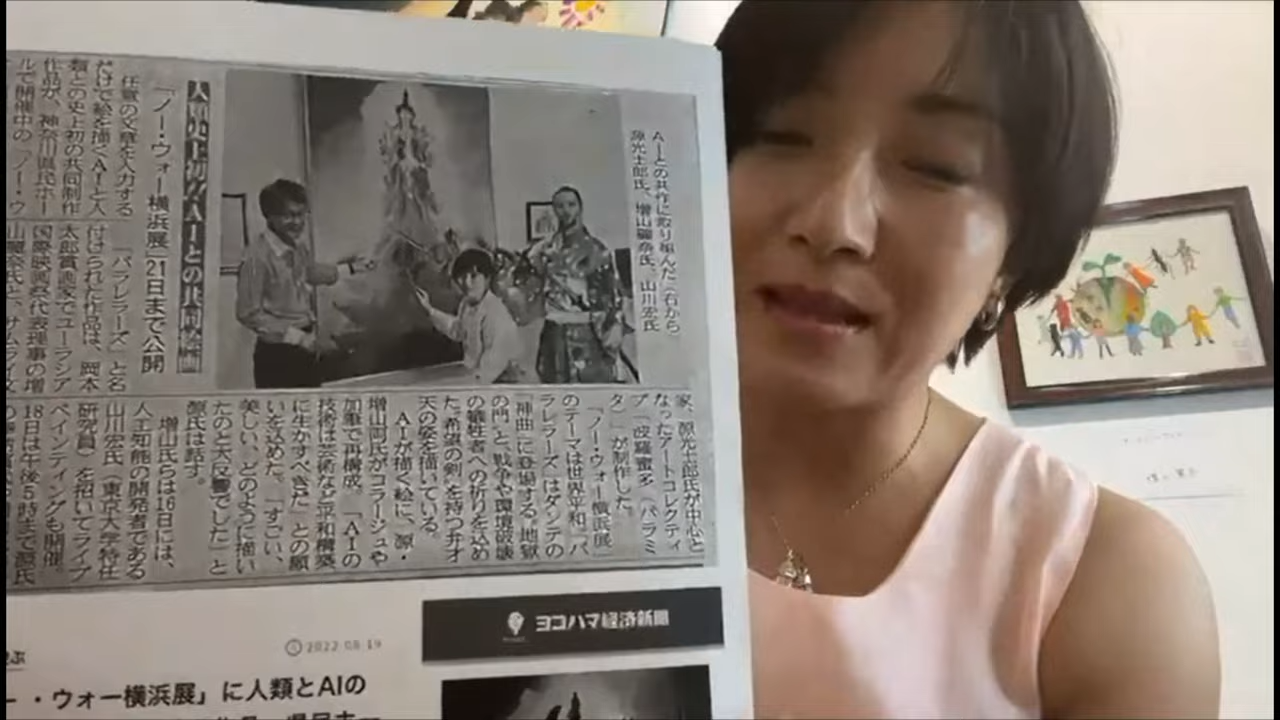 人類史上初!! AIとの共同絵画
「ノー・ウォー横浜展」21日まで公開
AIとの共作に取り組んだ（右から）
源光士郎氏、増山麗奈氏、山川宏氏
任意の文章を入力する
だけで絵を描くAIと人
類との史上初の共同制作
作品が、神奈川県民ホー
ルで開催中の「ノー・ウ
「パラレラーズ」と名
付けられた作品は、岡本
太郎賞画家でユーラシア
国際映画祭代表理事の増
山麗奈氏と、サムライ文
家、源光士郎氏が中心と
なったアートコレクティ
ブ「波羅蜜多（パラミ
タ）」が制作した。
「ノー・ウォー横浜展」
のテーマは世界平和。「パ
ラレラーズ」はダンテの
「神曲」に登場する。地獄
の門」と戦争や環境破壊
の犠牲者への祈りを込め
た。希望の剣」を持つ弁才
天の姿を描いている。
AIが描く絵に、源・
増山両氏がコラージュや
加筆で再構成。「AIの
技術は芸術など平和構築
に生かすべきだ」との願
いを込めた。「すごい、
美しい、どのように描い
たのと大反響でした」と
源氏は話す。
増山氏らは16日には、
人工知能の開発者である
山川宏氏（東京大学特任
研究員）を招いてライブ
ペインティングも開催。
18日は午後5時まで源氏
ヨコハマ経済新聞
2022.08.19
ー・ウォー横浜展」に人類とAIの